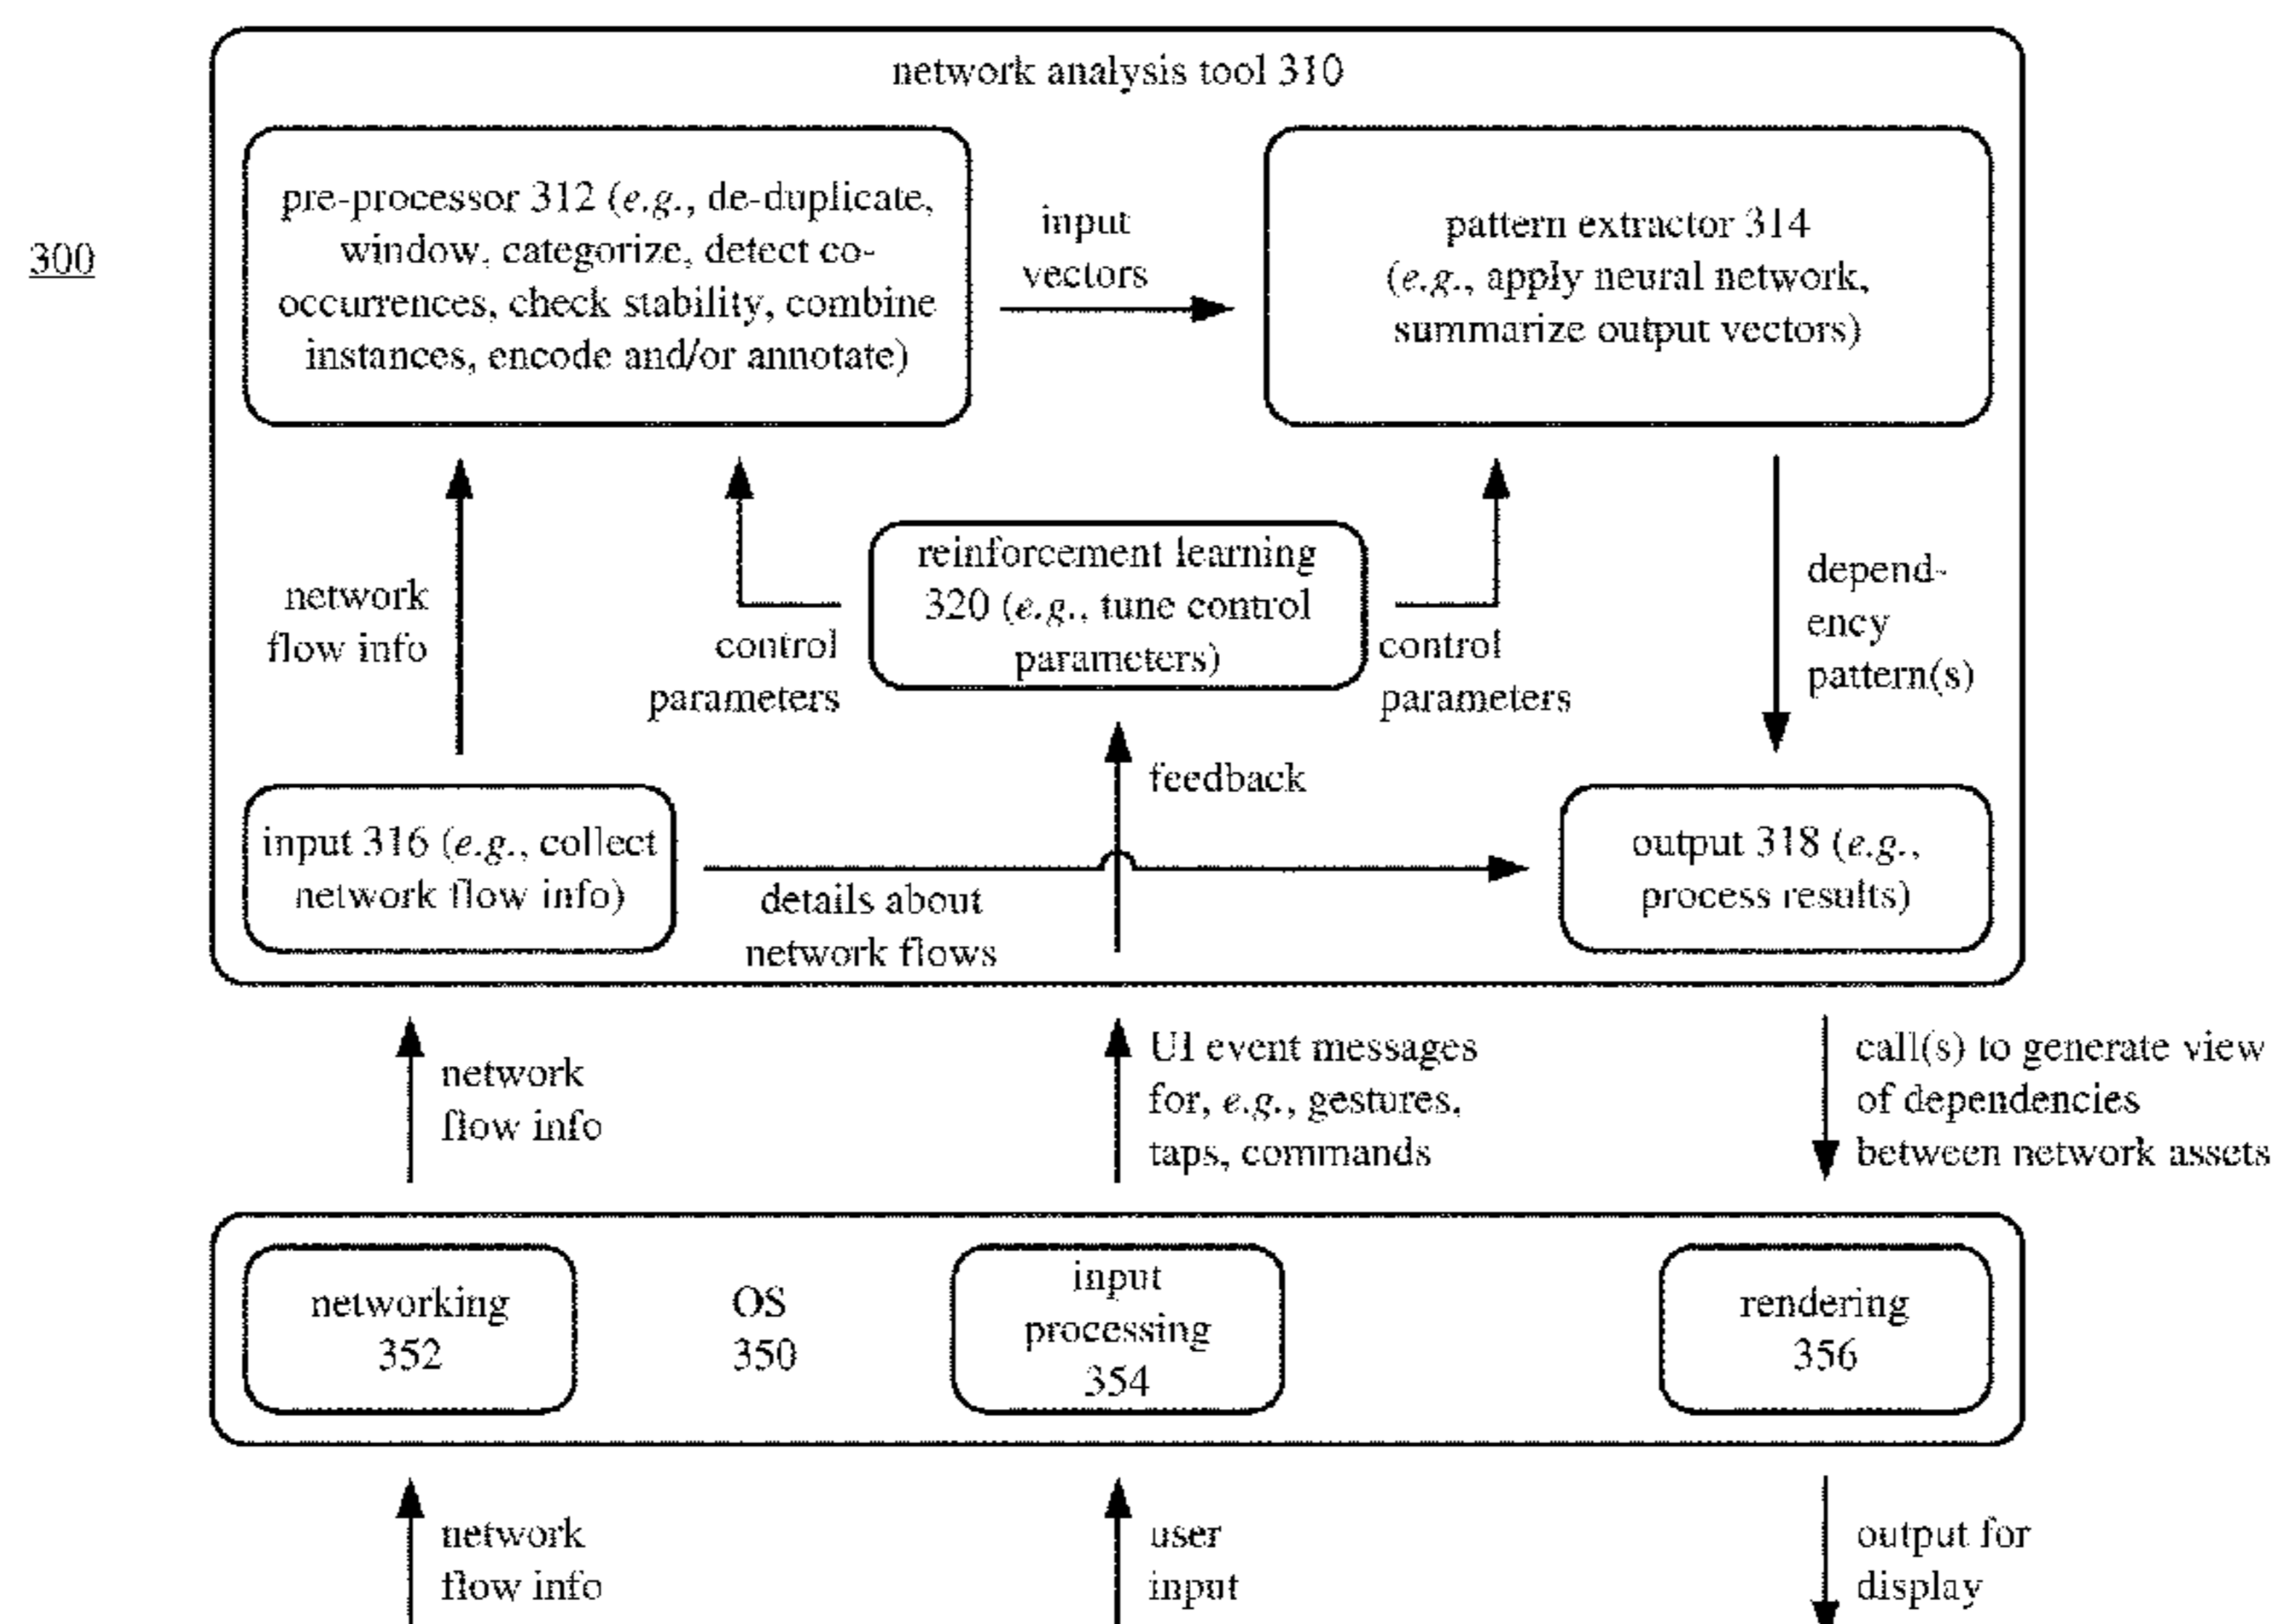 network analysis tool 310
300
pre-processor 312 (e.g., de-duplicate,
window, categorize, detect co-
occurrences, check stability, combine
instances, encode and/or annotate)
input
vectors
pattern extractor 314
(e.g., apply neural network,
summarize output vectors)
network
flow info
control
parameters
reinforcement learning
320 (e.g., tune control
parameters)
control
parameters
depend-
ency
pattern(s)
feedback
input 316 (e.g., collect
network flow info)
details about
network flows
output 318 (e.g.,
process results)
network
flow info
UI event messages
for, e.g., gestures,
taps, commands
call(s) to generate view
of dependencies
between network assets
networking
352
OS
350
input
processing
354
rendering
356
network
flow info
user
input
output for
display